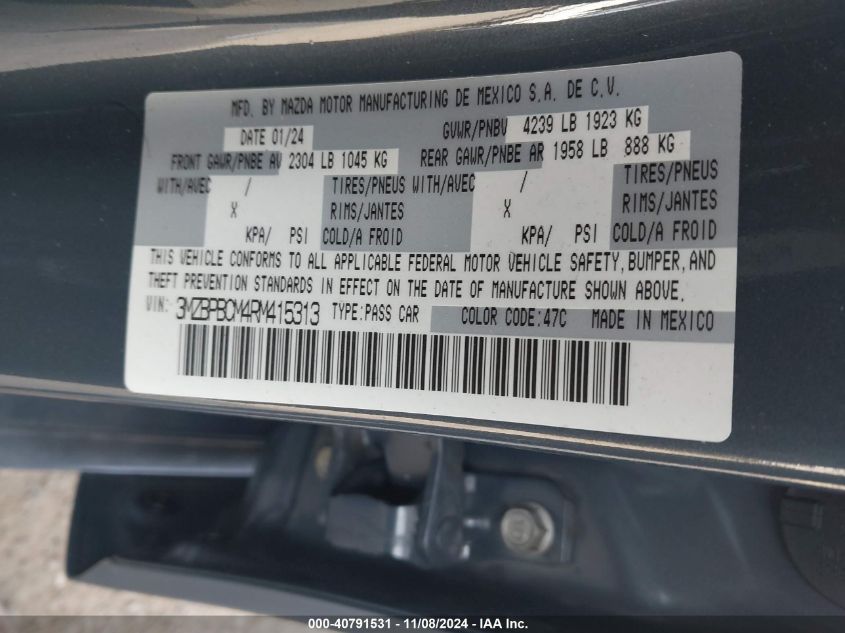 MFD. BY MAZDA MOTOR MANUFACTURING DE MEXICO S.A. DE C.V.
DATE 01/24 GVWR/PNBV 4239 LB 1923 KG
FRONT GAWR/PNBE AV 2304 LB 1045 KG REAR GAWR/PNBE AR 1958 LB 888 KG
WITH/AVEC / TIRES/PNEUS WITH/AVEC / TIRES/PNEUS
X RIMS/JANTES X RIMS/JANTES
KPA/ PSI COLD/A FROID KPA/ PSI COLD/A FROID
THIS VEHICLE CONFORMS TO ALL APPLICABLE FEDERAL MOTOR VEHICLE SAFETY, BUMPER, AND
THEFT PREVENTION STANDARDS IN EFFECT ON THE DATE OF MANUFACTURE SHOWN ABOVE.
VIN: 3MZBPBCM4RM415313 TYPE:PASS CAR COLOR CODE:47C MADE IN MEXICO
000-40791531 - 11/08/2024 - IAA Inc.